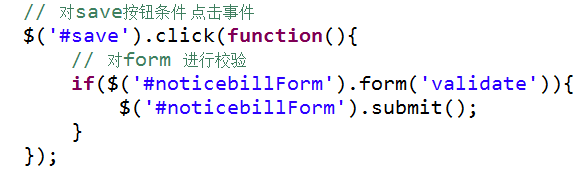 // 对save按钮条件 点击事件
$('#save').click(function(){
// 对form 进行校验
if($('#noticebillForm').form('validate')){
$('#noticebillForm').submit();
}
});